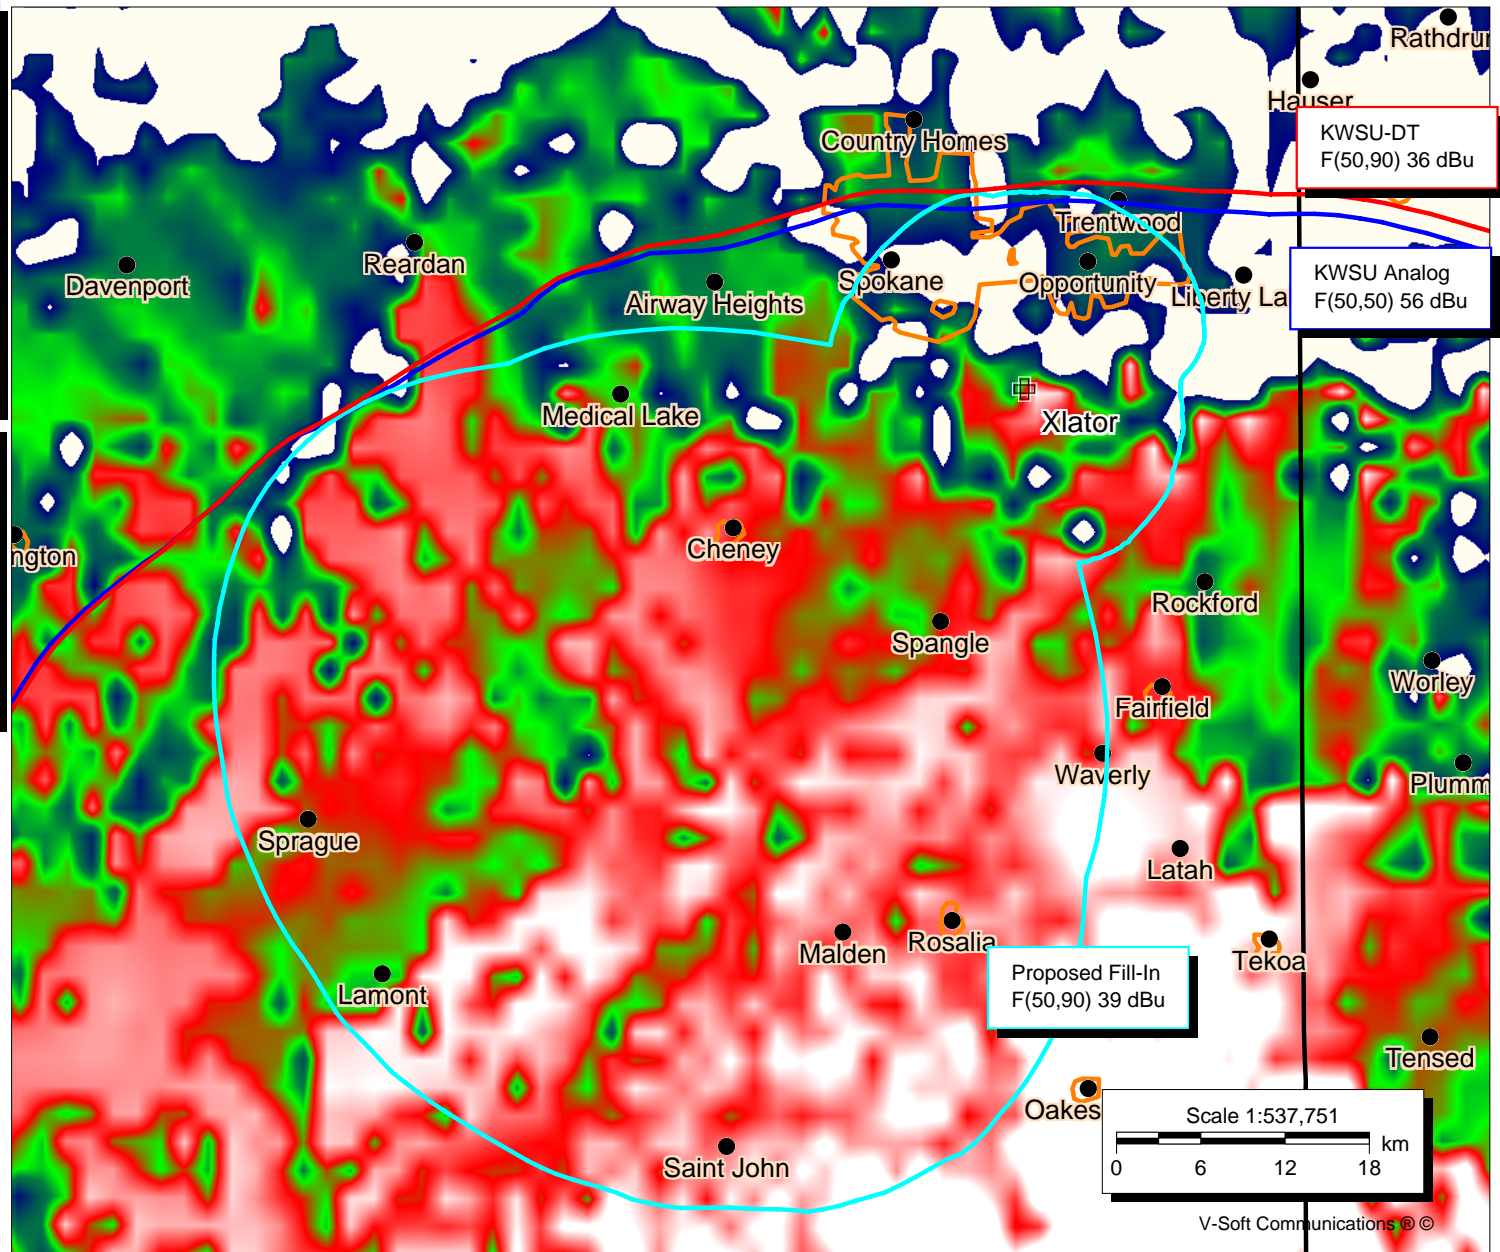 Rathdru
Hauser
KWSU-DT
F(50,90) 36 dBu
Country Homes
Trentwood
Reardan
Davenport
Spokane
Opportunity
Liberty La
Airway Heights
KWSU Analog
F(50,50) 56 dBu
Medical Lake
Xlator
Cheney
ngton
Rockford
Spangle
Worley
Fairfield
Waverly
Plumm
Sprague
Latah
Malden
Rosalia
Tekoa
Lamont
Proposed Fill-In
F(50,90) 39 dBu
Tensed
Oakes
Scale 1:537,751
km
0 6 12 18
Saint John
V-Soft Communications ® ©